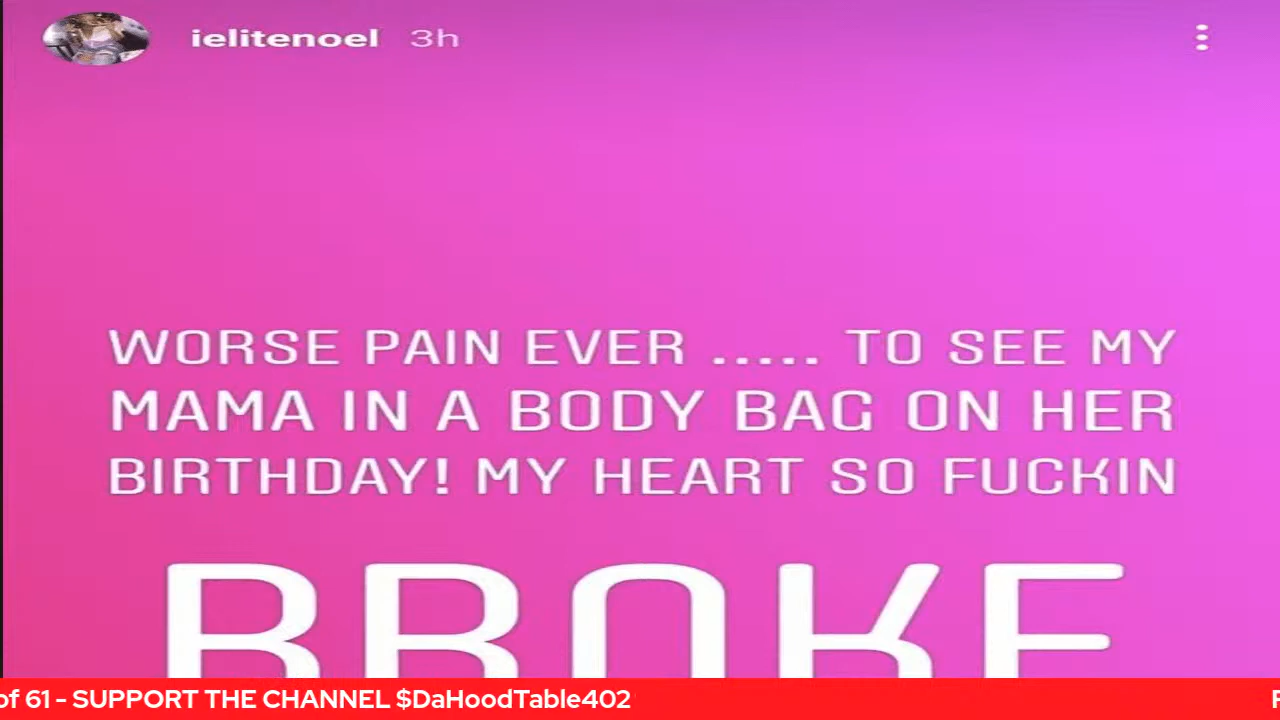 ielitenoel 3h
WORSE PAIN EVER ..... TO SEE MY
MAMA IN A BODY BAG ON HER
BIRTHDAY! MY HEART SO FUCKIN
BROKE
of 61 - SUPPORT THE CHANNEL $DaHoodTable402